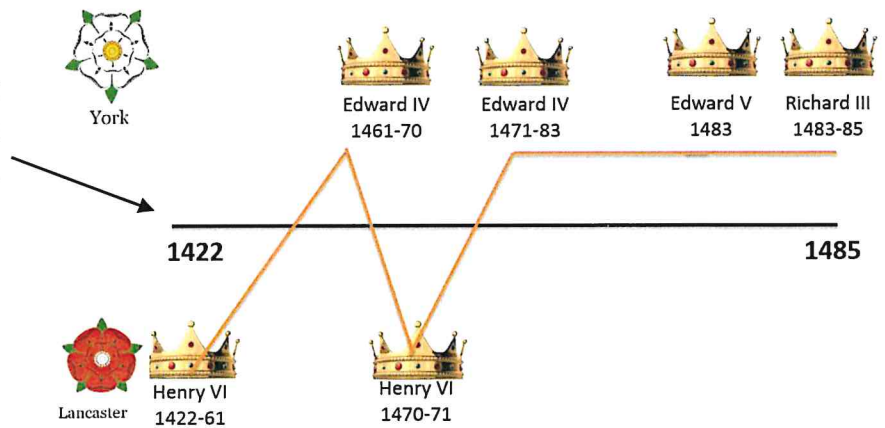 York
Edward IV
1461-70
Edward IV
1471-83
Edward V
1483
Richard III
1483-85
1422
1485
Lancaster
Henry VI
1422-61
Henry VI
1470-71